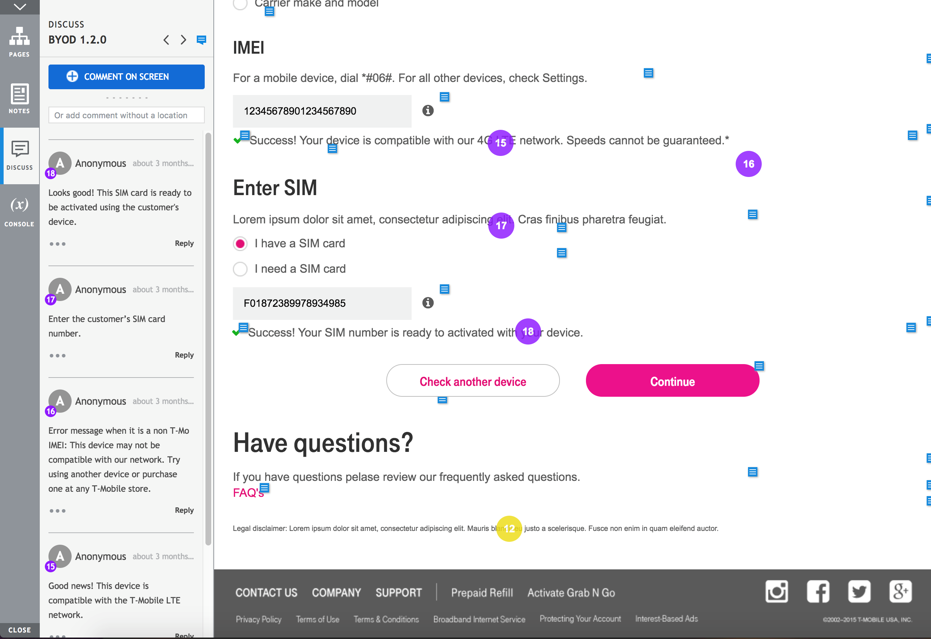 PAGES
NOTES
DISCUSS
(x)
CONSOLE
CLOSE
DISCUSS
BYOD 1.2.0
COMMENT ON SCREEN
Or add comment without a location
A Anonymous about 3 months...
18
Looks good! This SIM card is ready to
be activated using the customer's
device.
Reply
A Anonymous about 3 months...
17
Enter the customer's SIM card
number.
Reply
A Anonymous about 3 months...
16
Error message when it is a non T-Mo
IMEI: This device may not be
compatible with our network. Try
using another device or purchase
one at any T-Mobile store.
Reply
A Anonymous about 3 months...
15
Good news! This device is
compatible with the T-Mobile LTE
network.
Reply
Carrier make and model
IMEI
For a mobile device, dial *#06#. For all other devices, check Settings.
12345678901234567890
Success! Your device is compatible with our network. Speeds cannot be guaranteed.*
15
16
Enter SIM
Lorem ipsum dolor sit amet, consectetur adipiscing Cras finibus pharetra feugiat.
17
I have a SIM card
I need a SIM card
F01872389978934985
Success! Your SIM number is ready to activated with your device.
18
Check another device
Continue
Have questions?
If you have questions pelase review our frequently asked questions.
FAQ's
Legal disclaimer: Lorem ipsum dolor sit amet, consectetur adipiscing elit. Mauris justo a scelerisque. Fusce non enim in quam eleifend auctor.
12
CONTACT US COMPANY SUPPORT Prepaid Refill Activate Grab N Go
Privacy Policy Terms of Use Terms & Conditions Broadband Internet Service Protecting Your Account Interest-Based Ads
©2002–2015 T-MOBILE USA, INC.